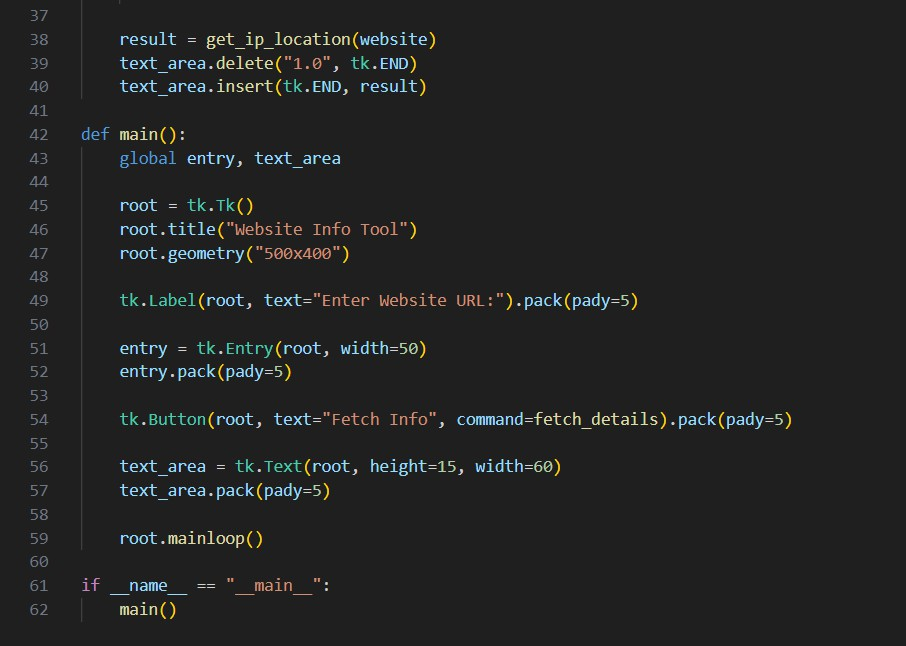 37
38 result = get_ip_location(website)
39 text_area.delete("1.0", tk.END)
40 text_area.insert(tk.END, result)
41
42 def main():
43 global entry, text_area
44
45 root = tk.Tk()
46 root.title("Website Info Tool")
47 root.geometry("500x400")
48
49 tk.Label(root, text="Enter Website URL:").pack(pady=5)
50
51 entry = tk.Entry(root, width=50)
52 entry.pack(pady=5)
53
54 tk.Button(root, text="Fetch Info", command=fetch_details).pack(pady=5)
55
56 text_area = tk.Text(root, height=15, width=60)
57 text_area.pack(pady=5)
58
59 root.mainloop()
60
61 if __name__ == "__main__":
62 main()